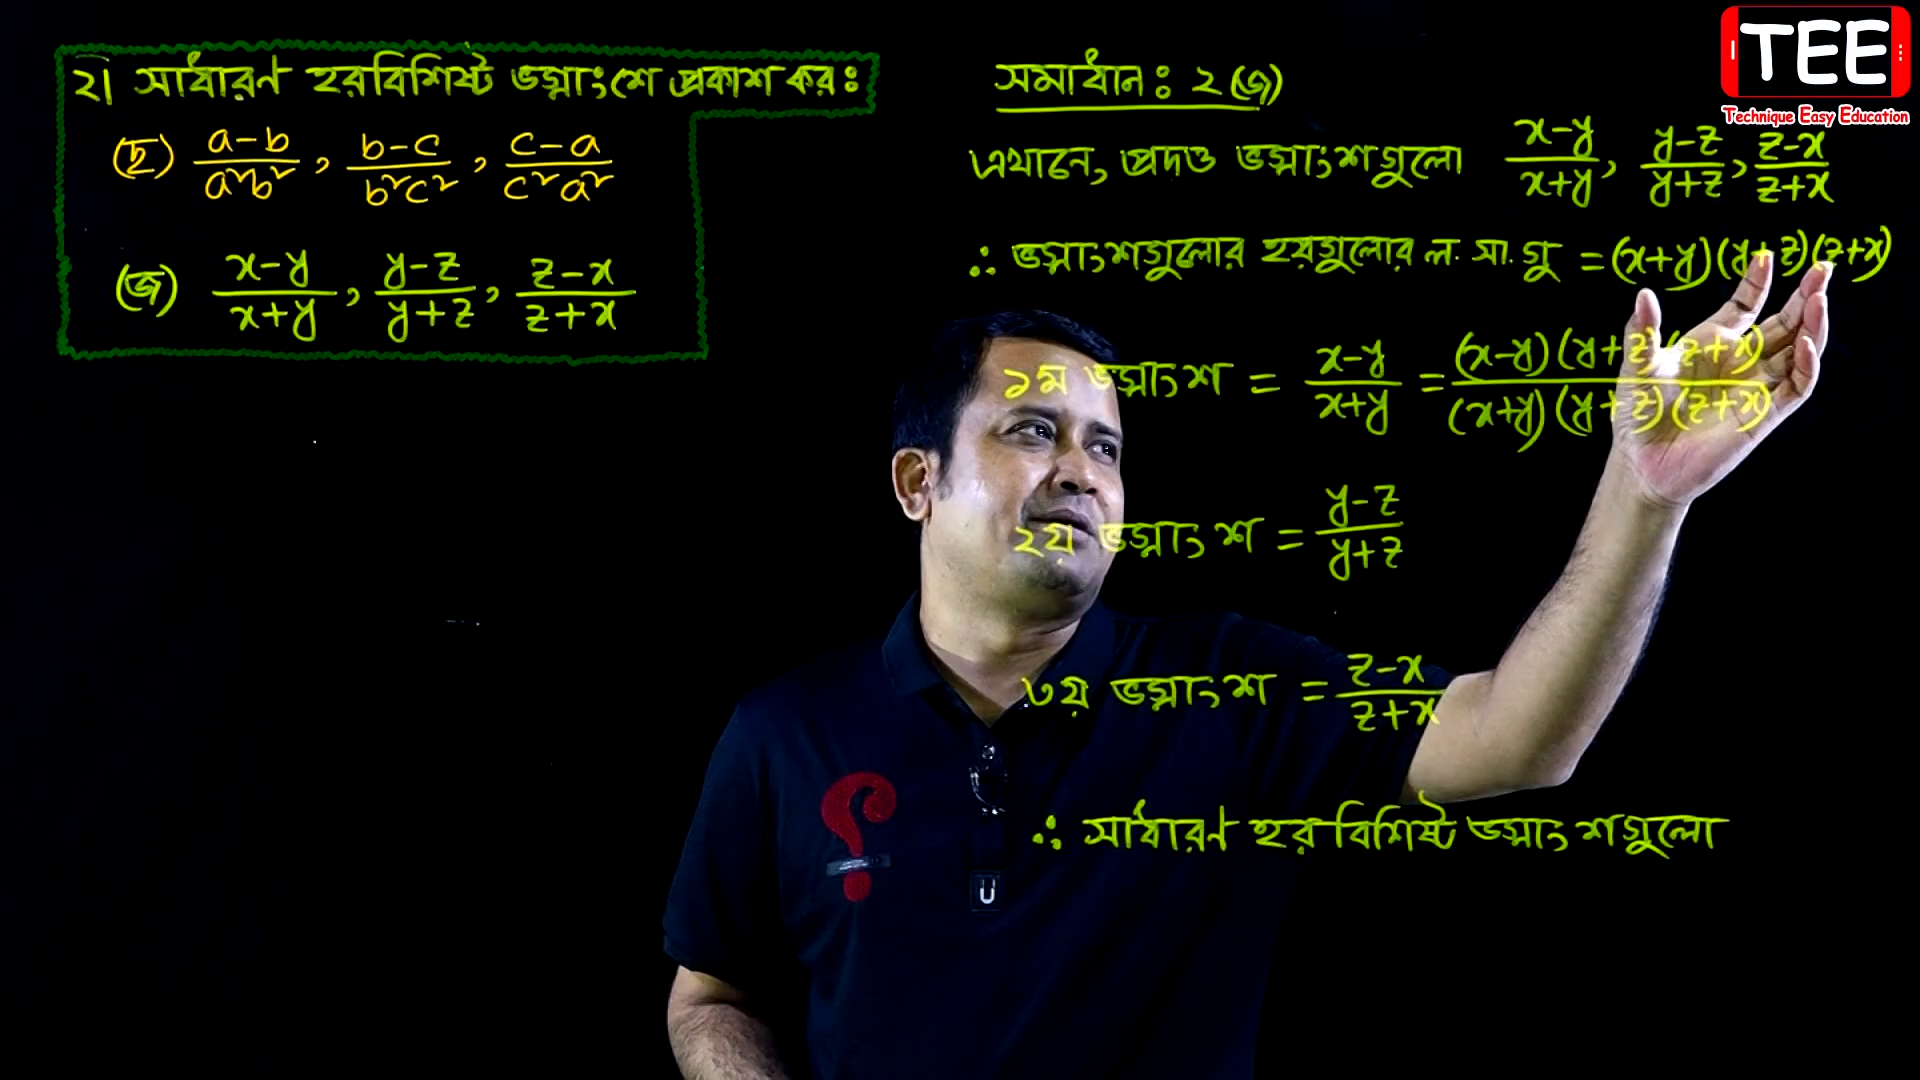 ২। সাধারণ হরবিশিষ্ট ভগ্নাংশে প্রকাশ কর:
(ছ) (a-b)/(a²b²), (b-c)/(b²c²), (c-a)/(c²a²)
(জ) (x-y)/(x+y), (y-z)/(y+z), (z-x)/(z+x)
TEE
Technique Easy Education
সমাধান: ২(জ)
এখানে, প্রদত্ত ভগ্নাংশগুলো (x-y)/(x+y), (y-z)/(y+z), (z-x)/(z+x)
∴ ভগ্নাংশগুলোর হরগুলোর ল. সা. গু = (x+y)(y+z)(z+x)
১ম ভগ্নাংশ = (x-y)/(x+y) = (x-y)(y+z)(z+x)/(x+y)(y+z)(z+x)
২য় ভগ্নাংশ = (y-z)/(y+z)
৩য় ভগ্নাংশ = (z-x)/(z+x)
∴ সাধারণ হর বিশিষ্ট ভগ্নাংশগুলো
U